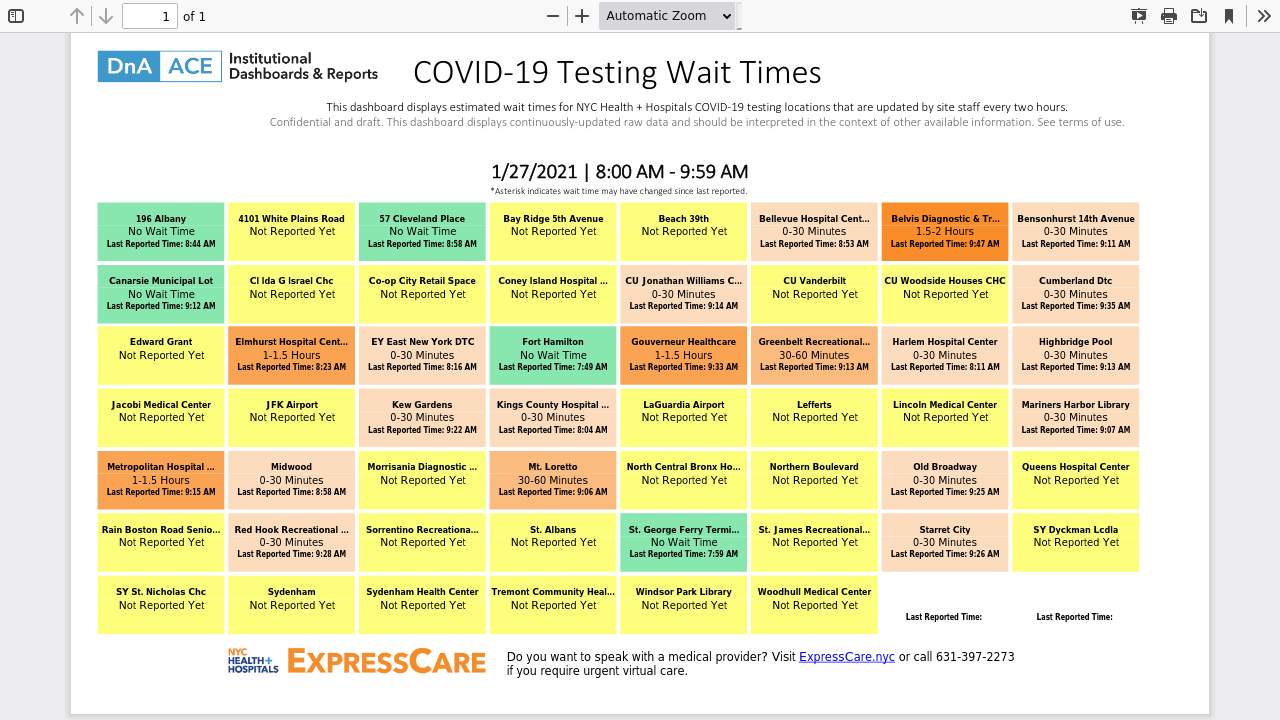 1 of 1
Automatic Zoom
DnA ACE Institutional
Dashboards & Reports
COVID-19 Testing Wait Times
This dashboard displays estimated wait times for NYC Health + Hospitals COVID-19 testing locations that are updated by site staff every two hours.
Confidential and draft. This dashboard displays continuously-updated raw data and should be interpreted in the context of other available information. See terms of use.
1/27/2021 | 8:00 AM - 9:59 AM
*Asterisk indicates wait time may have changed since last reported.
196 Albany
No Wait Time
Last Reported Time: 8:44 AM
4101 White Plains Road
Not Reported Yet
57 Cleveland Place
No Wait Time
Last Reported Time: 8:58 AM
Bay Ridge 5th Avenue
Not Reported Yet
Beach 39th
Not Reported Yet
Bellevue Hospital Cent...
0-30 Minutes
Last Reported Time: 8:53 AM
Belvis Diagnostic & Tr...
1.5-2 Hours
Last Reported Time: 9:47 AM
Bensonhurst 14th Avenue
0-30 Minutes
Last Reported Time: 9:11 AM
Canarsie Municipal Lot
No Wait Time
Last Reported Time: 9:12 AM
Cl Ida G Israel Chc
Not Reported Yet
Co-op City Retail Space
Not Reported Yet
Coney Island Hospital ...
Not Reported Yet
CU Jonathan Williams C...
0-30 Minutes
Last Reported Time: 9:14 AM
CU Vanderbilt
Not Reported Yet
CU Woodside Houses CHC
Not Reported Yet
Cumberland Dtc
0-30 Minutes
Last Reported Time: 9:35 AM
Edward Grant
Not Reported Yet
Elmhurst Hospital Cent...
1-1.5 Hours
Last Reported Time: 8:23 AM
EY East New York DTC
0-30 Minutes
Last Reported Time: 8:16 AM
Fort Hamilton
No Wait Time
Last Reported Time: 7:49 AM
Gouverneur Healthcare
1-1.5 Hours
Last Reported Time: 9:33 AM
Greenbelt Recreational...
30-60 Minutes
Last Reported Time: 9:13 AM
Harlem Hospital Center
0-30 Minutes
Last Reported Time: 8:11 AM
Highbridge Pool
0-30 Minutes
Last Reported Time: 9:13 AM
Jacobi Medical Center
Not Reported Yet
JFK Airport
Not Reported Yet
Kew Gardens
0-30 Minutes
Last Reported Time: 9:22 AM
Kings County Hospital ...
0-30 Minutes
Last Reported Time: 8:04 AM
LaGuardia Airport
Not Reported Yet
Lefferts
Not Reported Yet
Lincoln Medical Center
Not Reported Yet
Mariners Harbor Library
0-30 Minutes
Last Reported Time: 9:07 AM
Metropolitan Hospital ...
1-1.5 Hours
Last Reported Time: 9:15 AM
Midwood
0-30 Minutes
Last Reported Time: 8:58 AM
Morrisania Diagnostic ...
Not Reported Yet
Mt. Loretto
30-60 Minutes
Last Reported Time: 9:06 AM
North Central Bronx Ho...
Not Reported Yet
Northern Boulevard
Not Reported Yet
Old Broadway
0-30 Minutes
Last Reported Time: 9:25 AM
Queens Hospital Center
Not Reported Yet
Rain Boston Road Senio...
Not Reported Yet
Red Hook Recreational ...
0-30 Minutes
Last Reported Time: 9:28 AM
Sorrentino Recreationa...
Not Reported Yet
St. Albans
Not Reported Yet
St. George Ferry Termi...
No Wait Time
Last Reported Time: 7:59 AM
St. James Recreational...
Not Reported Yet
Starret City
0-30 Minutes
Last Reported Time: 9:26 AM
SY Dyckman Lcdla
Not Reported Yet
SY St. Nicholas Chc
Not Reported Yet
Sydenham
Not Reported Yet
Sydenham Health Center
Not Reported Yet
Tremont Community Heal...
Not Reported Yet
Windsor Park Library
Not Reported Yet
Woodhull Medical Center
Not Reported Yet
Last Reported Time:
Last Reported Time:
NYC
HEALTH+
HOSPITALS
EXPRESSCARE
Do you want to speak with a medical provider? Visit ExpressCare.nyc or call 631-397-2273
if you require urgent virtual care.